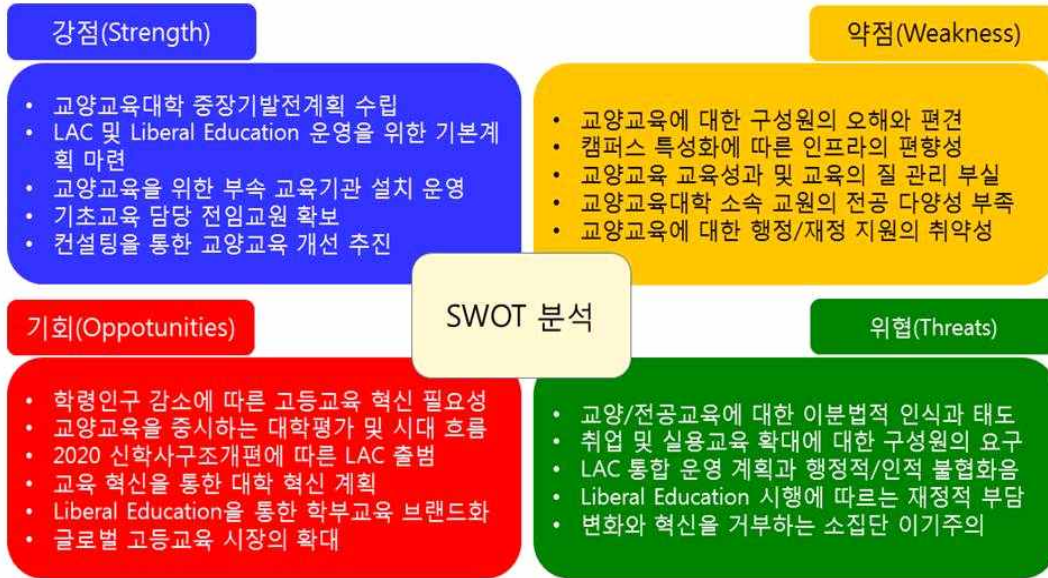 강점(Strength)
• 교양교육대학 중장기발전계획 수립
• LAC 및 Liberal Education 운영을 위한 기본계
획 마련
• 교양교육을 위한 부속 교육기관 설치 운영
• 기초교육 담당 전임교원 확보
• 컨설팅을 통한 교양교육 개선 추진
약점(Weakness)
• 교양교육에 대한 구성원의 오해와 편견
• 캠퍼스 특성화에 따른 인프라의 편향성
• 교양교육 교육성과 및 교육의 질 관리 부실
• 교양교육대학 소속 교원의 전공 다양성 부족
• 교양교육에 대한 행정/재정 지원의 취약성
SWOT 분석
기회(Oppotunities)
• 학령인구 감소에 따른 고등교육 혁신 필요성
• 교양교육을 중시하는 대학평가 및 시대 흐름
• 2020 신학사구조개편에 따른 LAC 출범
• 교육 혁신을 통한 대학 혁신 계획
• Liberal Education을 통한 학부교육 브랜드화
• 글로벌 고등교육 시장의 확대
위협(Threats)
• 교양/전공교육에 대한 이분법적 인식과 태도
• 취업 및 실용교육 확대에 대한 구성원의 요구
• LAC 통합 운영 계획과 행정적/인적 불협화음
• Liberal Education 시행에 따르는 재정적 부담
• 변화와 혁신을 거부하는 소집단 이기주의